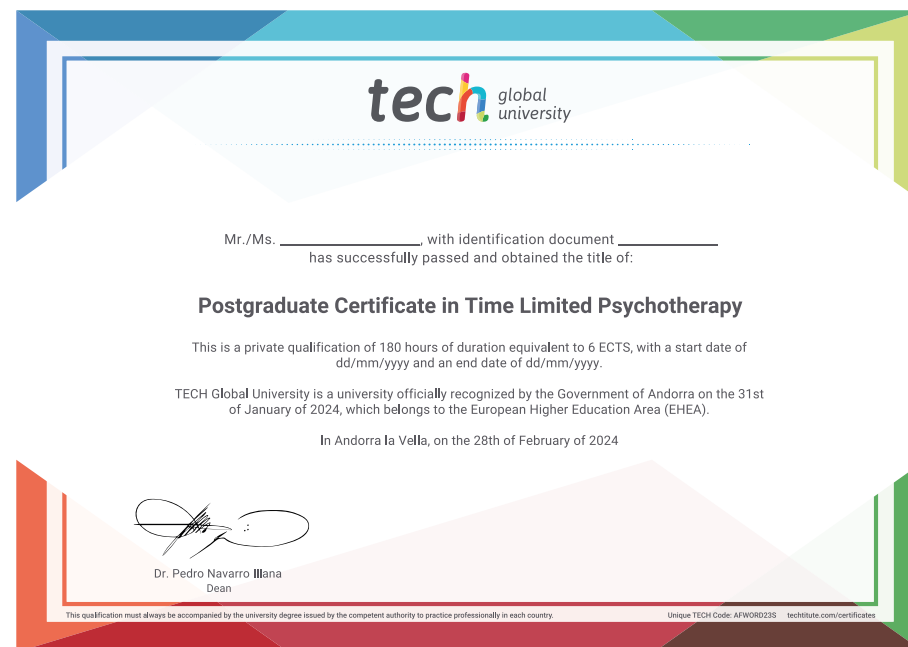 tech global
university
Mr./Ms. ____________, with identification document ____________
has successfully passed and obtained the title of:
Postgraduate Certificate in Time Limited Psychotherapy
This is a private qualification of 180 hours of duration equivalent to 6 ECTS, with a start date of
dd/mm/yyyy and an end date of dd/mm/yyyy.
TECH Global University is a university officially recognized by the Government of Andorra on the 31st
of January of 2024, which belongs to the European Higher Education Area (EHEA).
In Andorra la Vella, on the 28th of February of 2024
Dr. Pedro Navarro Illana
Dean
This qualification must always be accompanied by the university degree issued by the competent authority to practice professionally in each country.
Unique TECH Code: AFWORD23S techtitute.com/certificates